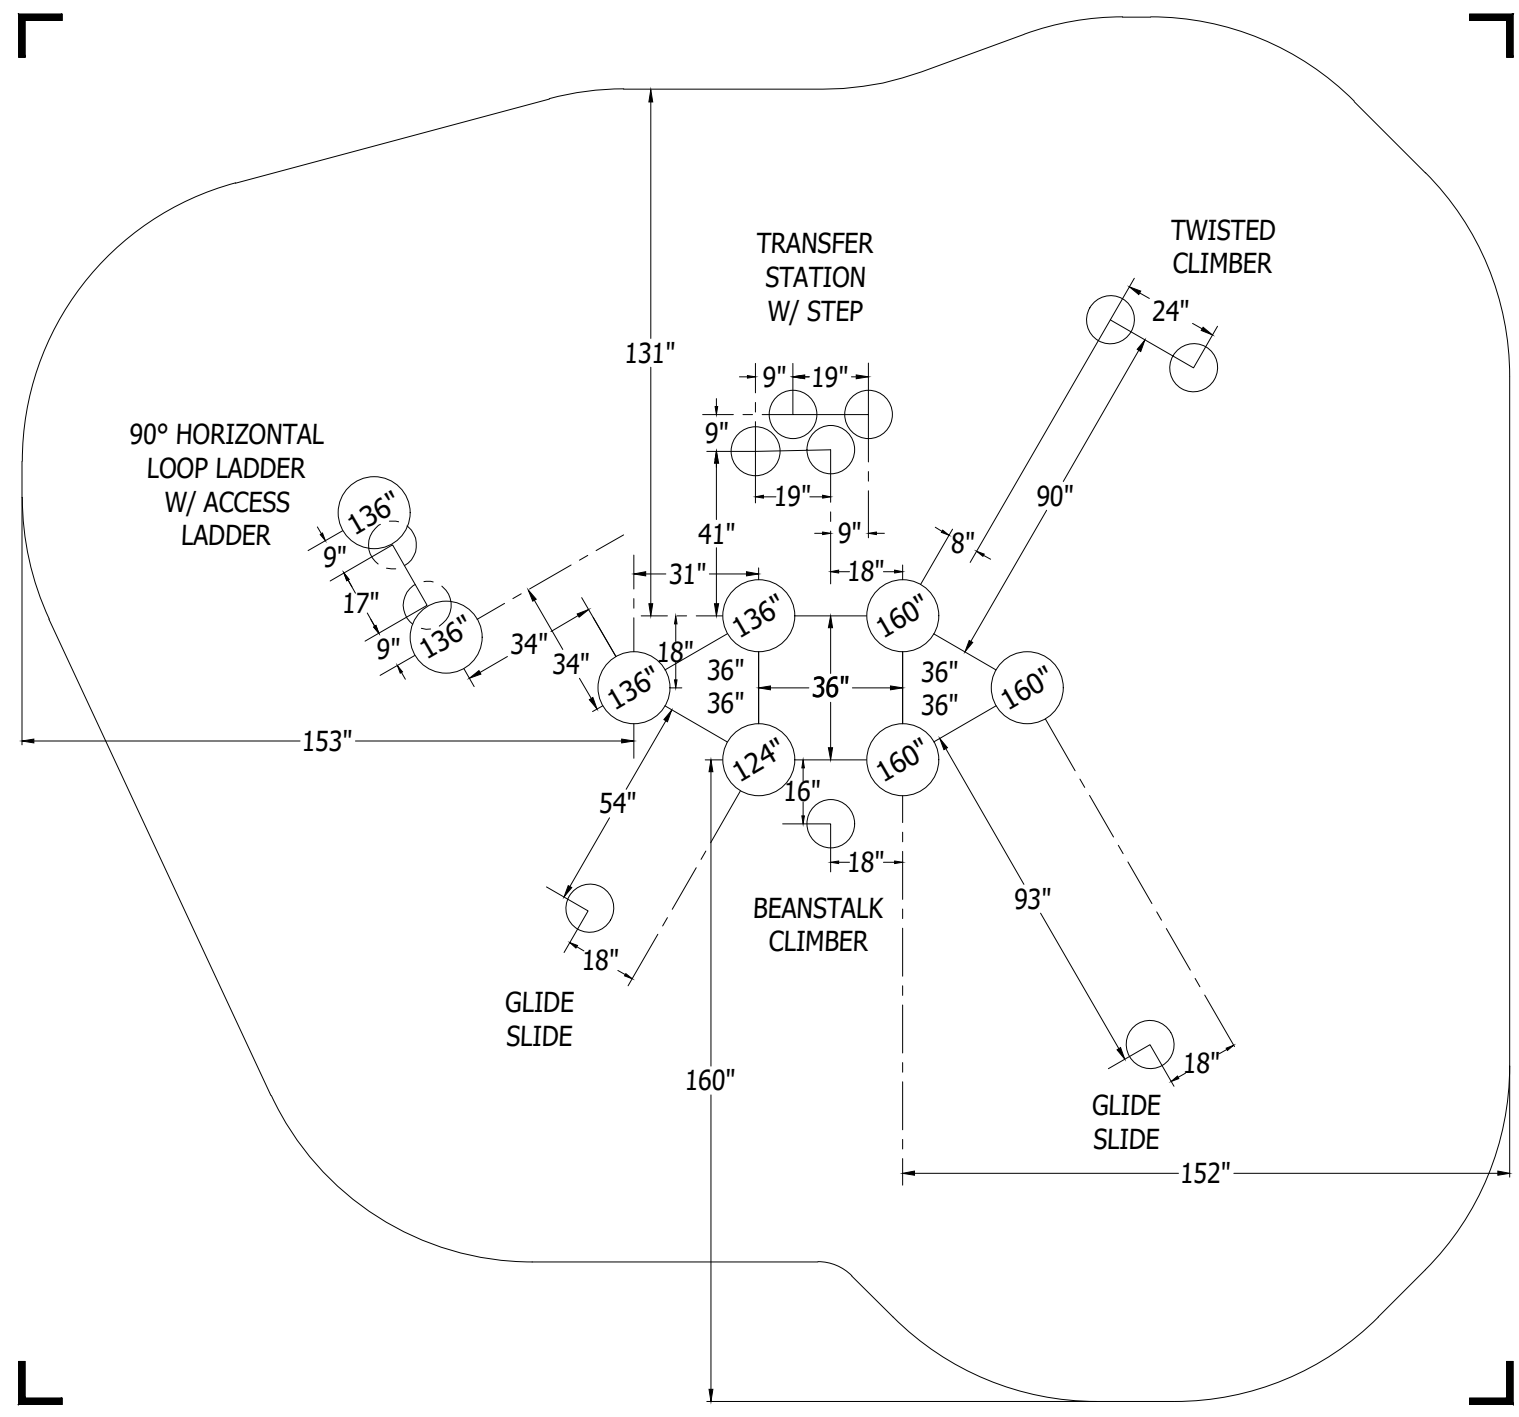 TRANSFER
STATION
W/ STEP
TWISTED
CLIMBER
24"
131"
9"
19"
90° HORIZONTAL
LOOP LADDER
W/ ACCESS
LADDER
9"
19"
90"
136"
41"
9"
8"
9"
17"
31"
18"
136"
9"
34"
34"
18"
136"
160"
36"
36"
36"
36"
36"
136"
160"
153"
124"
160"
16"
54"
18"
93"
BEANSTALK
CLIMBER
18"
GLIDE
SLIDE
160"
18"
GLIDE
SLIDE
152"